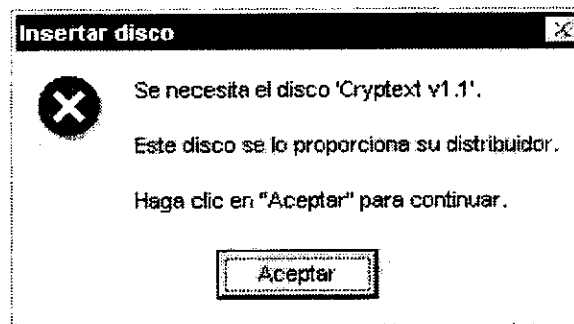 Insertar disco
Se necesita el disco 'Cryptext v1.1'.
Este disco se lo proporciona su distribuidor.
Haga clic en "Aceptar" para continuar.
Aceptar